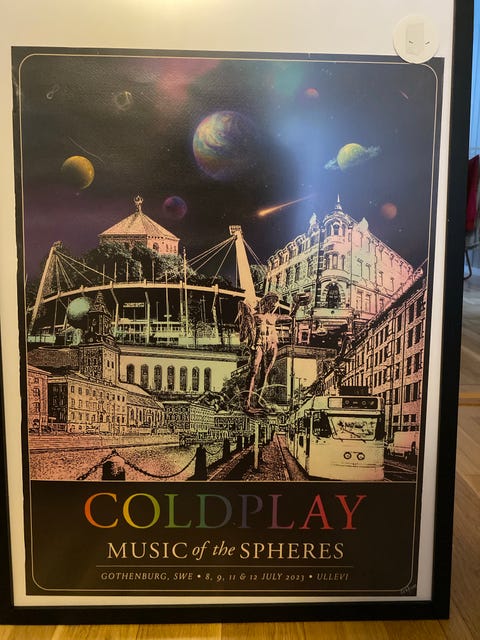 COLDPLAY
MUSIC of the SPHERES
GOTHENBURG, SWE • 8, 9, 11 & 12 JULY 2023 • ULLEVI